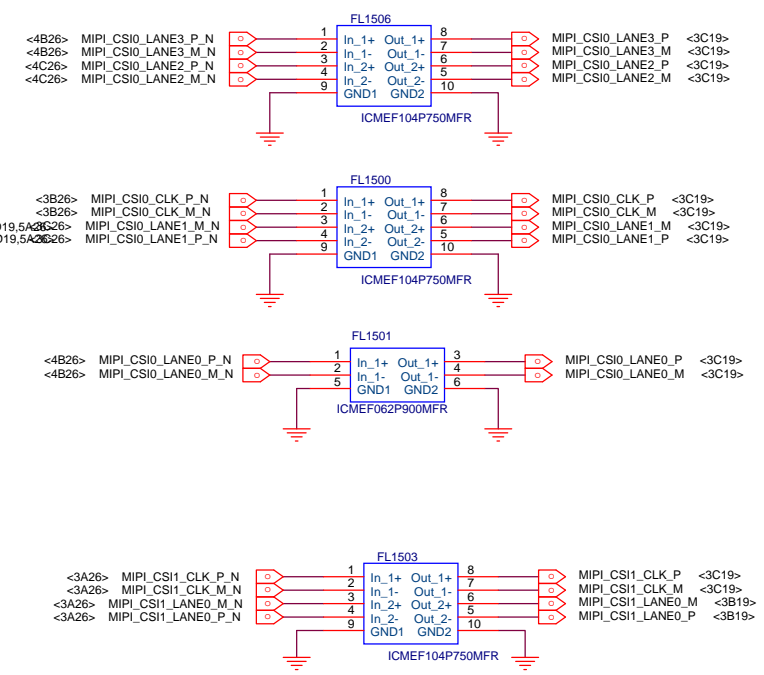 FL1506
<4B26> MIPI_CSI0_LANE3_P_N 1 In_1+ Out_1+ 8 MIPI_CSI0_LANE3_P <3C19>
<4B26> MIPI_CSI0_LANE3_M_N 2 In_1- Out_1- 7 MIPI_CSI0_LANE3_M <3C19>
<4C26> MIPI_CSI0_LANE2_P_N 3 In_2+ Out_2+ 6 MIPI_CSI0_LANE2_P <3C19>
<4C26> MIPI_CSI0_LANE2_M_N 4 In_2- Out_2- 5 MIPI_CSI0_LANE2_M <3C19>
9 GND1 GND2 10
ICMEF104P750MFR
FL1500
<3B26> MIPI_CSI0_CLK_P_N 1 In_1+ Out_1+ 8 MIPI_CSI0_CLK_P <3C19>
<3B26> MIPI_CSI0_CLK_M_N 2 In_1- Out_1- 7 MIPI_CSI0_CLK_M <3C19>
MIPI_CSI0_LANE1_M_N 3 In_2+ Out_2+ 6 MIPI_CSI0_LANE1_M <3C19>
MIPI_CSI0_LANE1_P_N 4 In_2- Out_2- 5 MIPI_CSI0_LANE1_P <3C19>
9 GND1 GND2 10
ICMEF104P750MFR
FL1501
<4B26> MIPI_CSI0_LANE0_P_N 1 In_1+ Out_1+ 3 MIPI_CSI0_LANE0_P <3C19>
<4B26> MIPI_CSI0_LANE0_M_N 2 In_1- Out_1- 4 MIPI_CSI0_LANE0_M <3C19>
5 GND1 GND2 6
ICMEF062P900MFR
FL1503
<3A26> MIPI_CSI1_CLK_P_N 1 In_1+ Out_1+ 8 MIPI_CSI1_CLK_P <3C19>
<3A26> MIPI_CSI1_CLK_M_N 2 In_1- Out_1- 7 MIPI_CSI1_CLK_M <3C19>
<3A26> MIPI_CSI1_LANE0_M_N 3 In_2+ Out_2+ 6 MIPI_CSI1_LANE0_M <3B19>
<3A26> MIPI_CSI1_LANE0_P_N 4 In_2- Out_2- 5 MIPI_CSI1_LANE0_P <3B19>
9 GND1 GND2 10
ICMEF104P750MFR